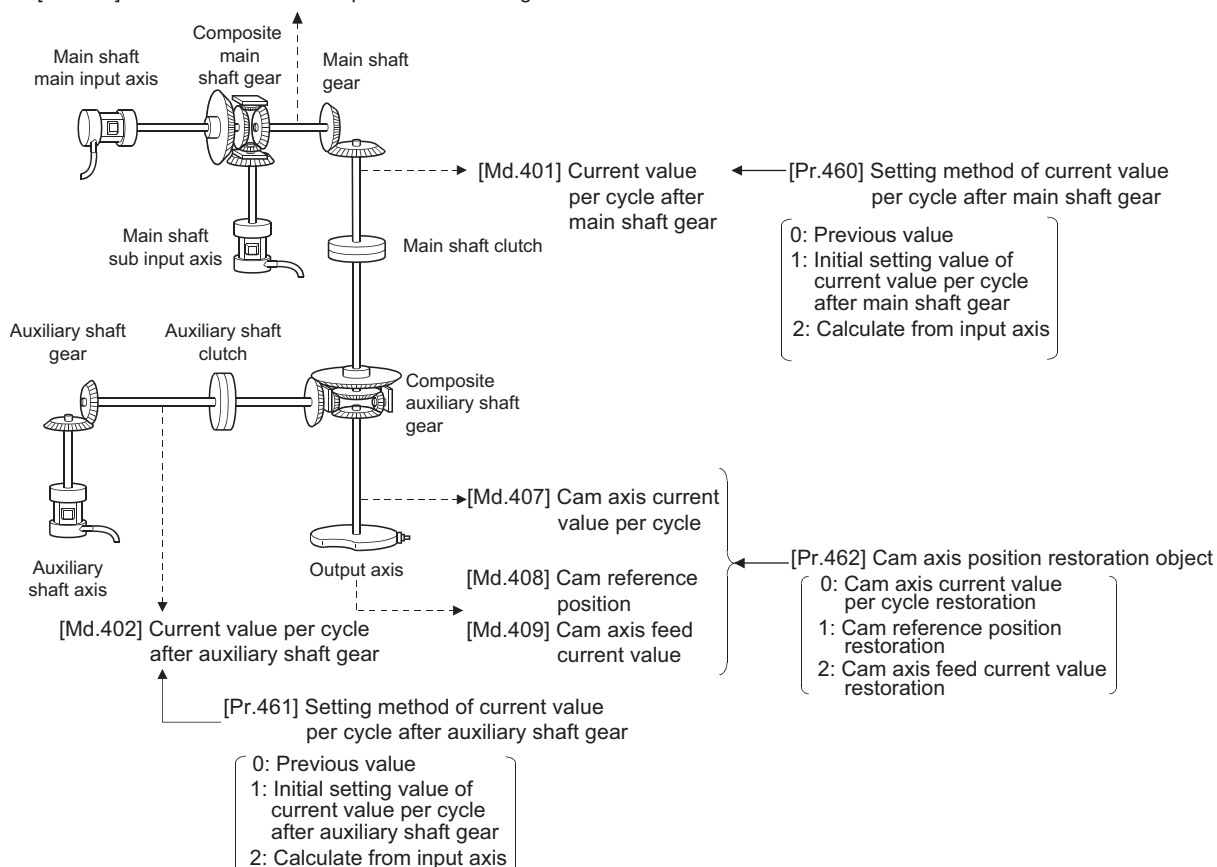 Composite
main
shaft gear
Main shaft
main input axis
Main shaft
gear
[Md.401] Current value
per cycle after
main shaft gear
[Pr.460] Setting method of current value
per cycle after main shaft gear
0: Previous value
1: Initial setting value of
current value per cycle
after main shaft gear
2: Calculate from input axis
Main shaft
sub input axis
Main shaft clutch
Auxiliary shaft
gear
Auxiliary shaft
clutch
Composite
auxiliary shaft
gear
Auxiliary
shaft axis
Output axis
[Md.407] Cam axis current
value per cycle
[Md.408] Cam reference
position
[Md.409] Cam axis feed
current value
[Pr.462] Cam axis position restoration object
0: Cam axis current value
per cycle restoration
1: Cam reference position
restoration
2: Cam axis feed current value
restoration
[Md.402] Current value per cycle
after auxiliary shaft gear
[Pr.461] Setting method of current value
per cycle after auxiliary shaft gear
0: Previous value
1: Initial setting value of
current value per cycle
after auxiliary shaft gear
2: Calculate from input axis